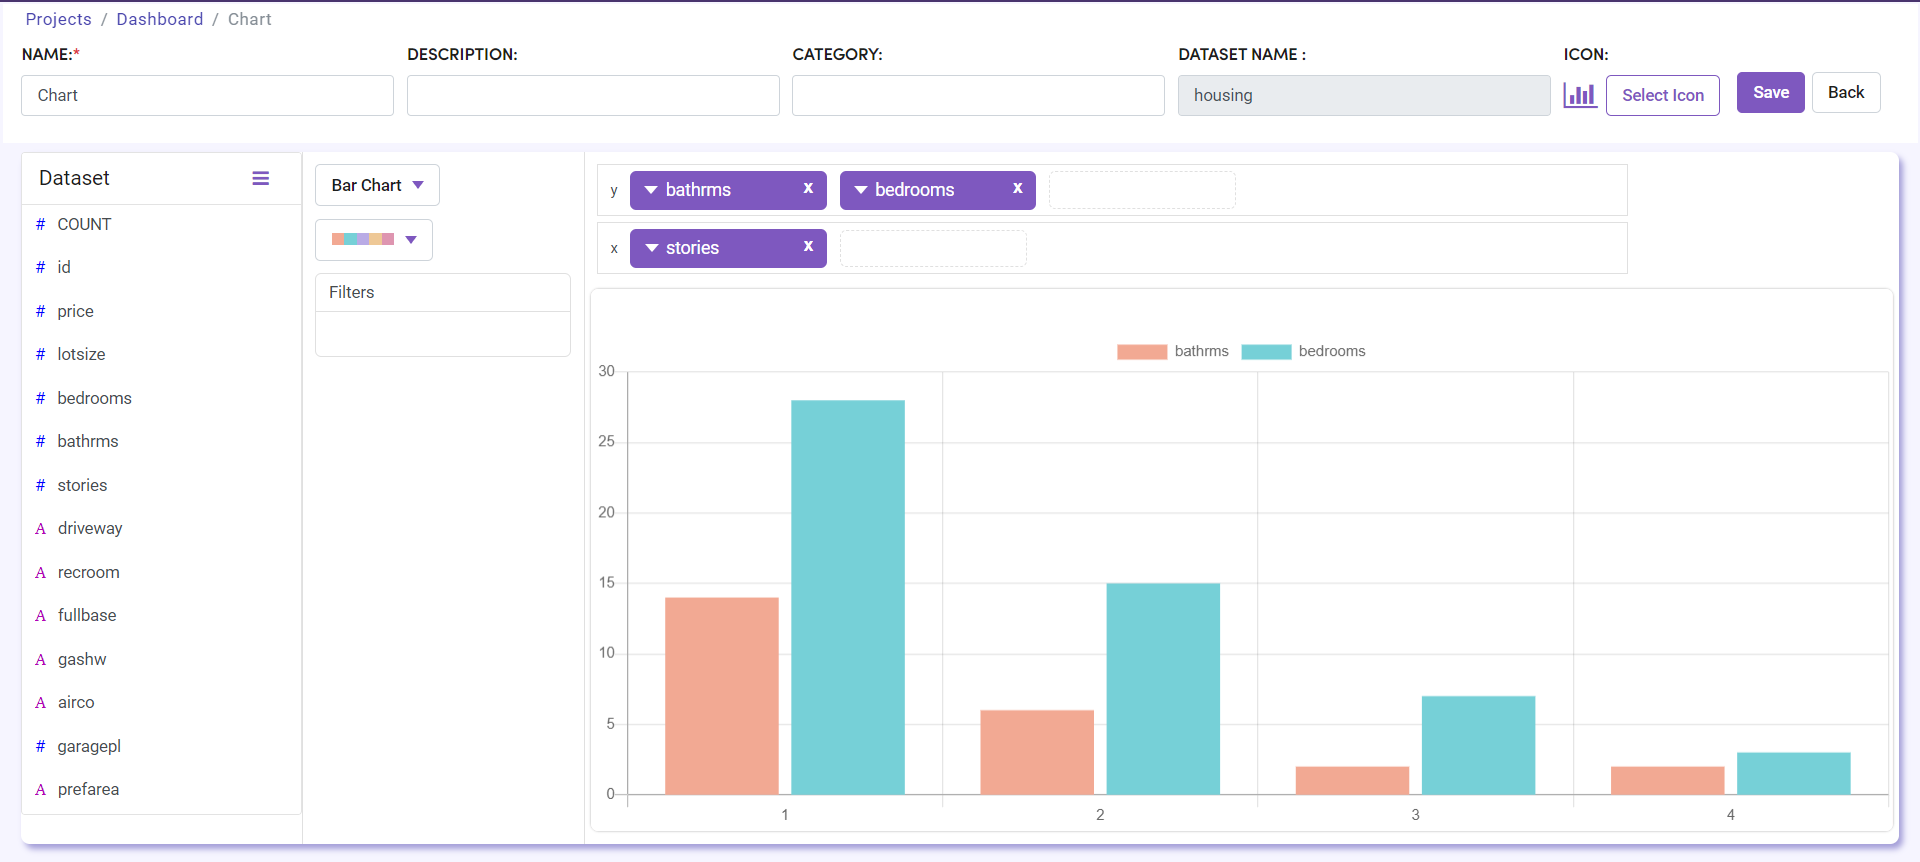 Projects / Dashboard / Chart
NAME:* DESCRIPTION: CATEGORY: DATASET NAME : ICON:
Chart housing Select Icon Save Back
Dataset
# COUNT
# id
# price
# lotsize
# bedrooms
# bathrms
# stories
A driveway
A recroom
A fullbase
A gashw
A airco
# garagepl
A prefarea
Bar Chart
Filters
y bathrms x bedrooms x
x stories x
bathrms bedrooms
30
25
20
15
10
5
0
1 2 3 4